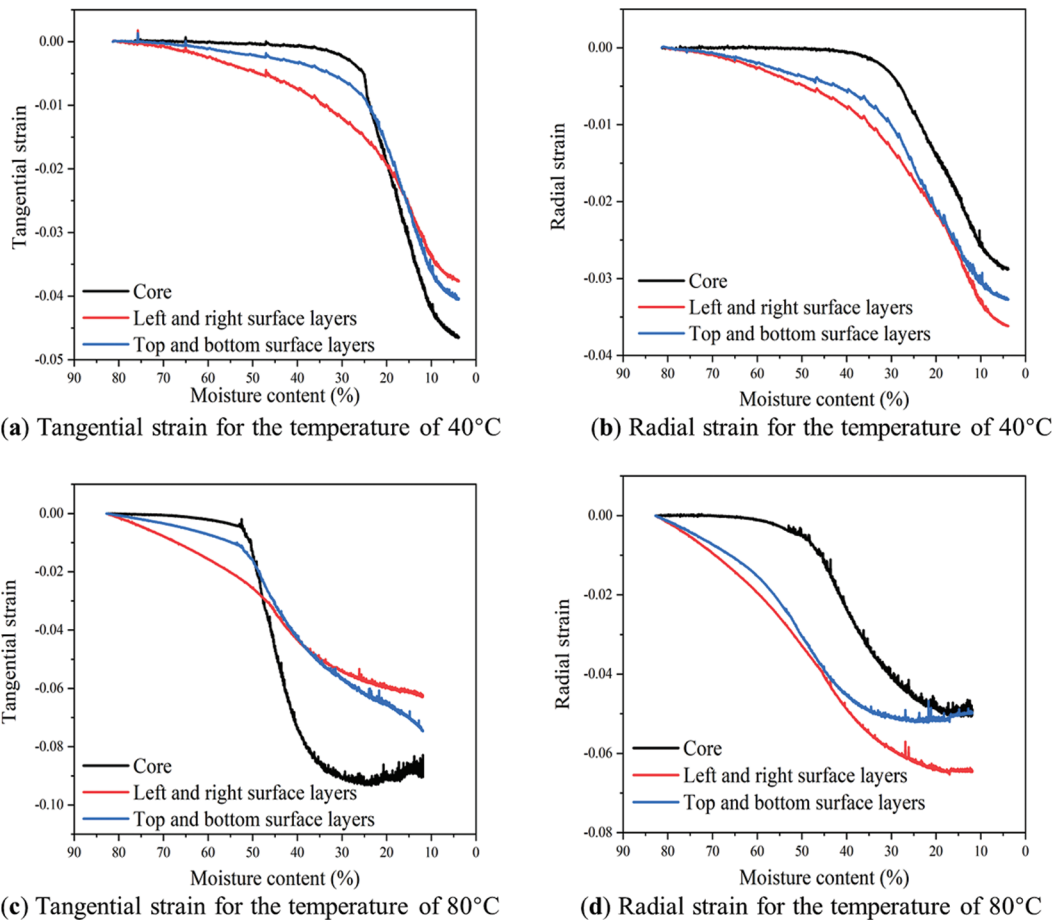 0.00
-0.01
-0.02
-0.03
-0.04
-0.05
Tangential strain
Core
Left and right surface layers
Top and bottom surface layers
90 80 70 60 50 40 30 20 10 0
Moisture content (%)
(a) Tangential strain for the temperature of 40°C
0.00
-0.01
-0.02
-0.03
-0.04
Radial strain
Core
Left and right surface layers
Top and bottom surface layers
90 80 70 60 50 40 30 20 10 0
Moisture content (%)
(b) Radial strain for the temperature of 40°C
0.00
-0.02
-0.04
-0.06
-0.08
-0.10
Tangential strain
Core
Left and right surface layers
Top and bottom surface layers
90 80 70 60 50 40 30 20 10 0
Moisture content (%)
(c) Tangential strain for the temperature of 80°C
0.00
-0.02
-0.04
-0.06
-0.08
Radial strain
Core
Left and right surface layers
Top and bottom surface layers
90 80 70 60 50 40 30 20 10 0
Moisture content (%)
(d) Radial strain for the temperature of 80°C